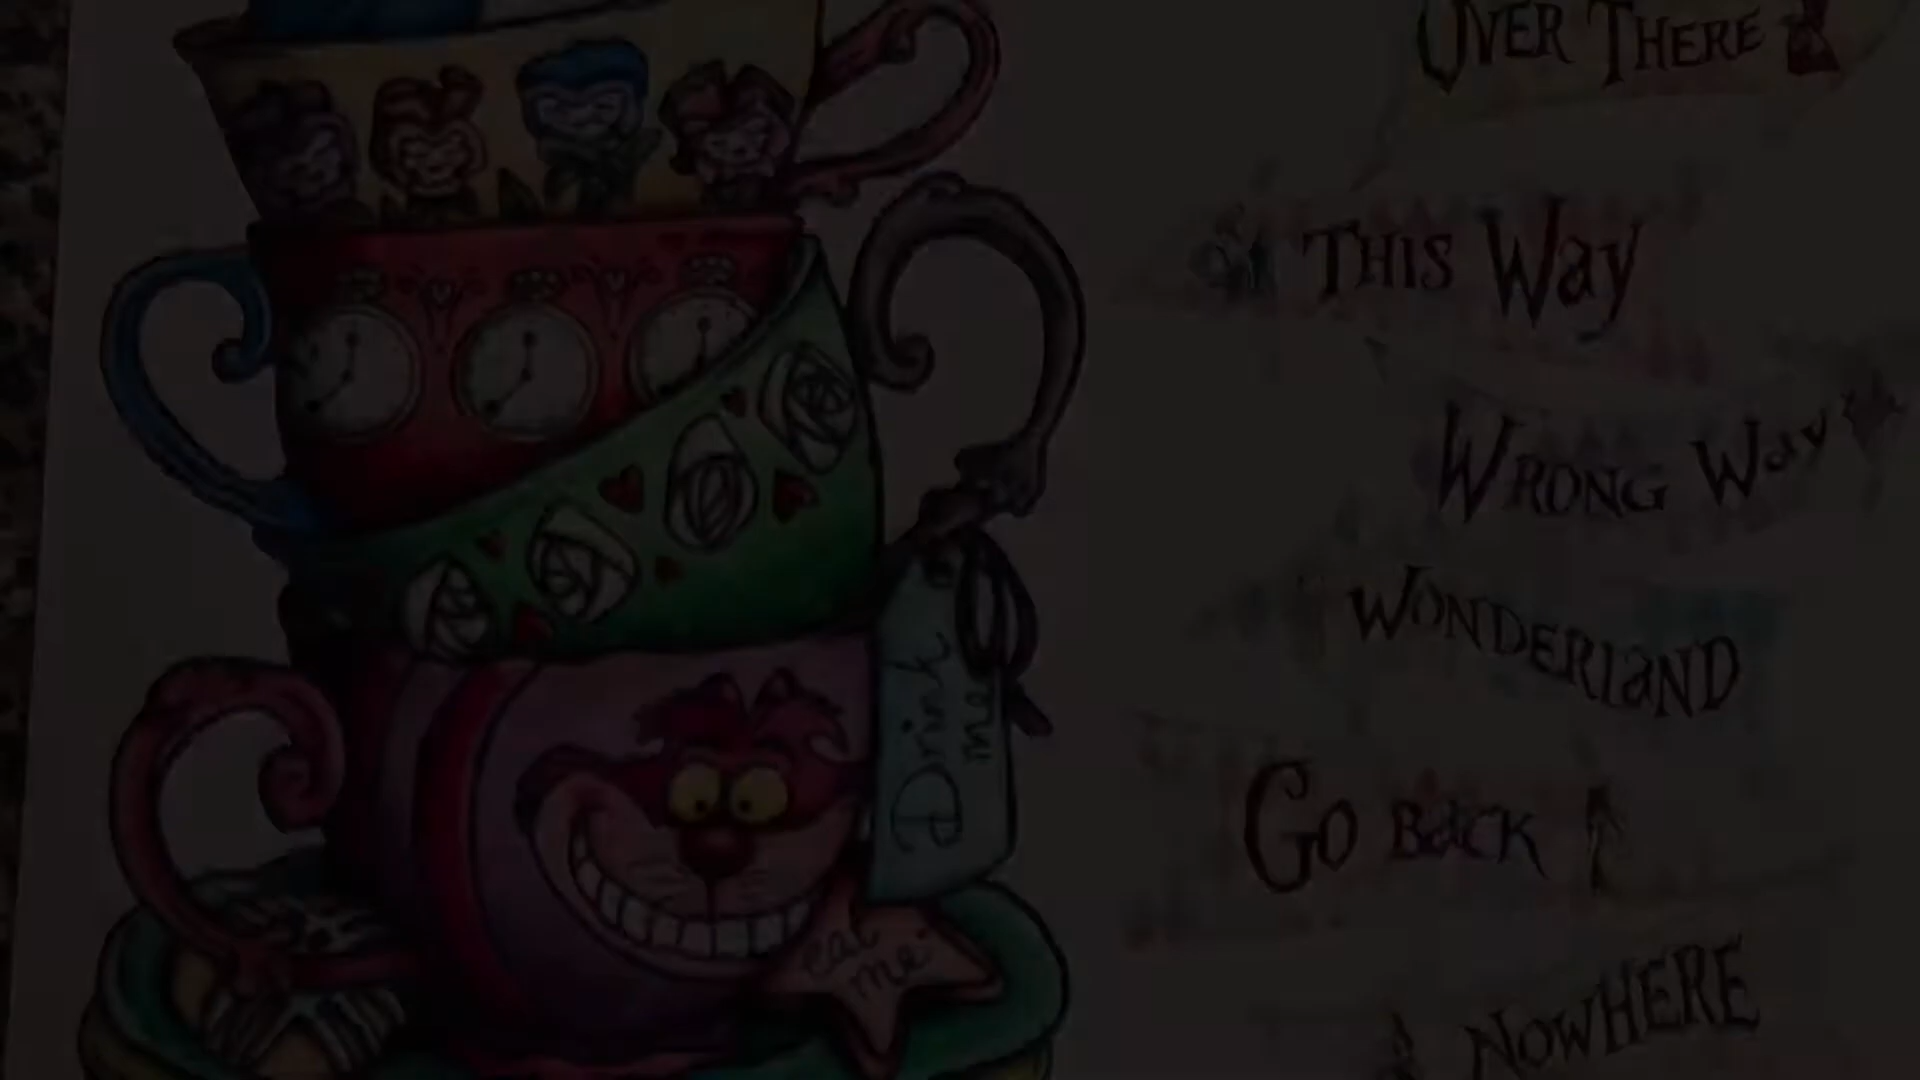 Over There
This Way
Wrong Way
Wonderland
Go Back
Nowhere
Drink
me
eat
me